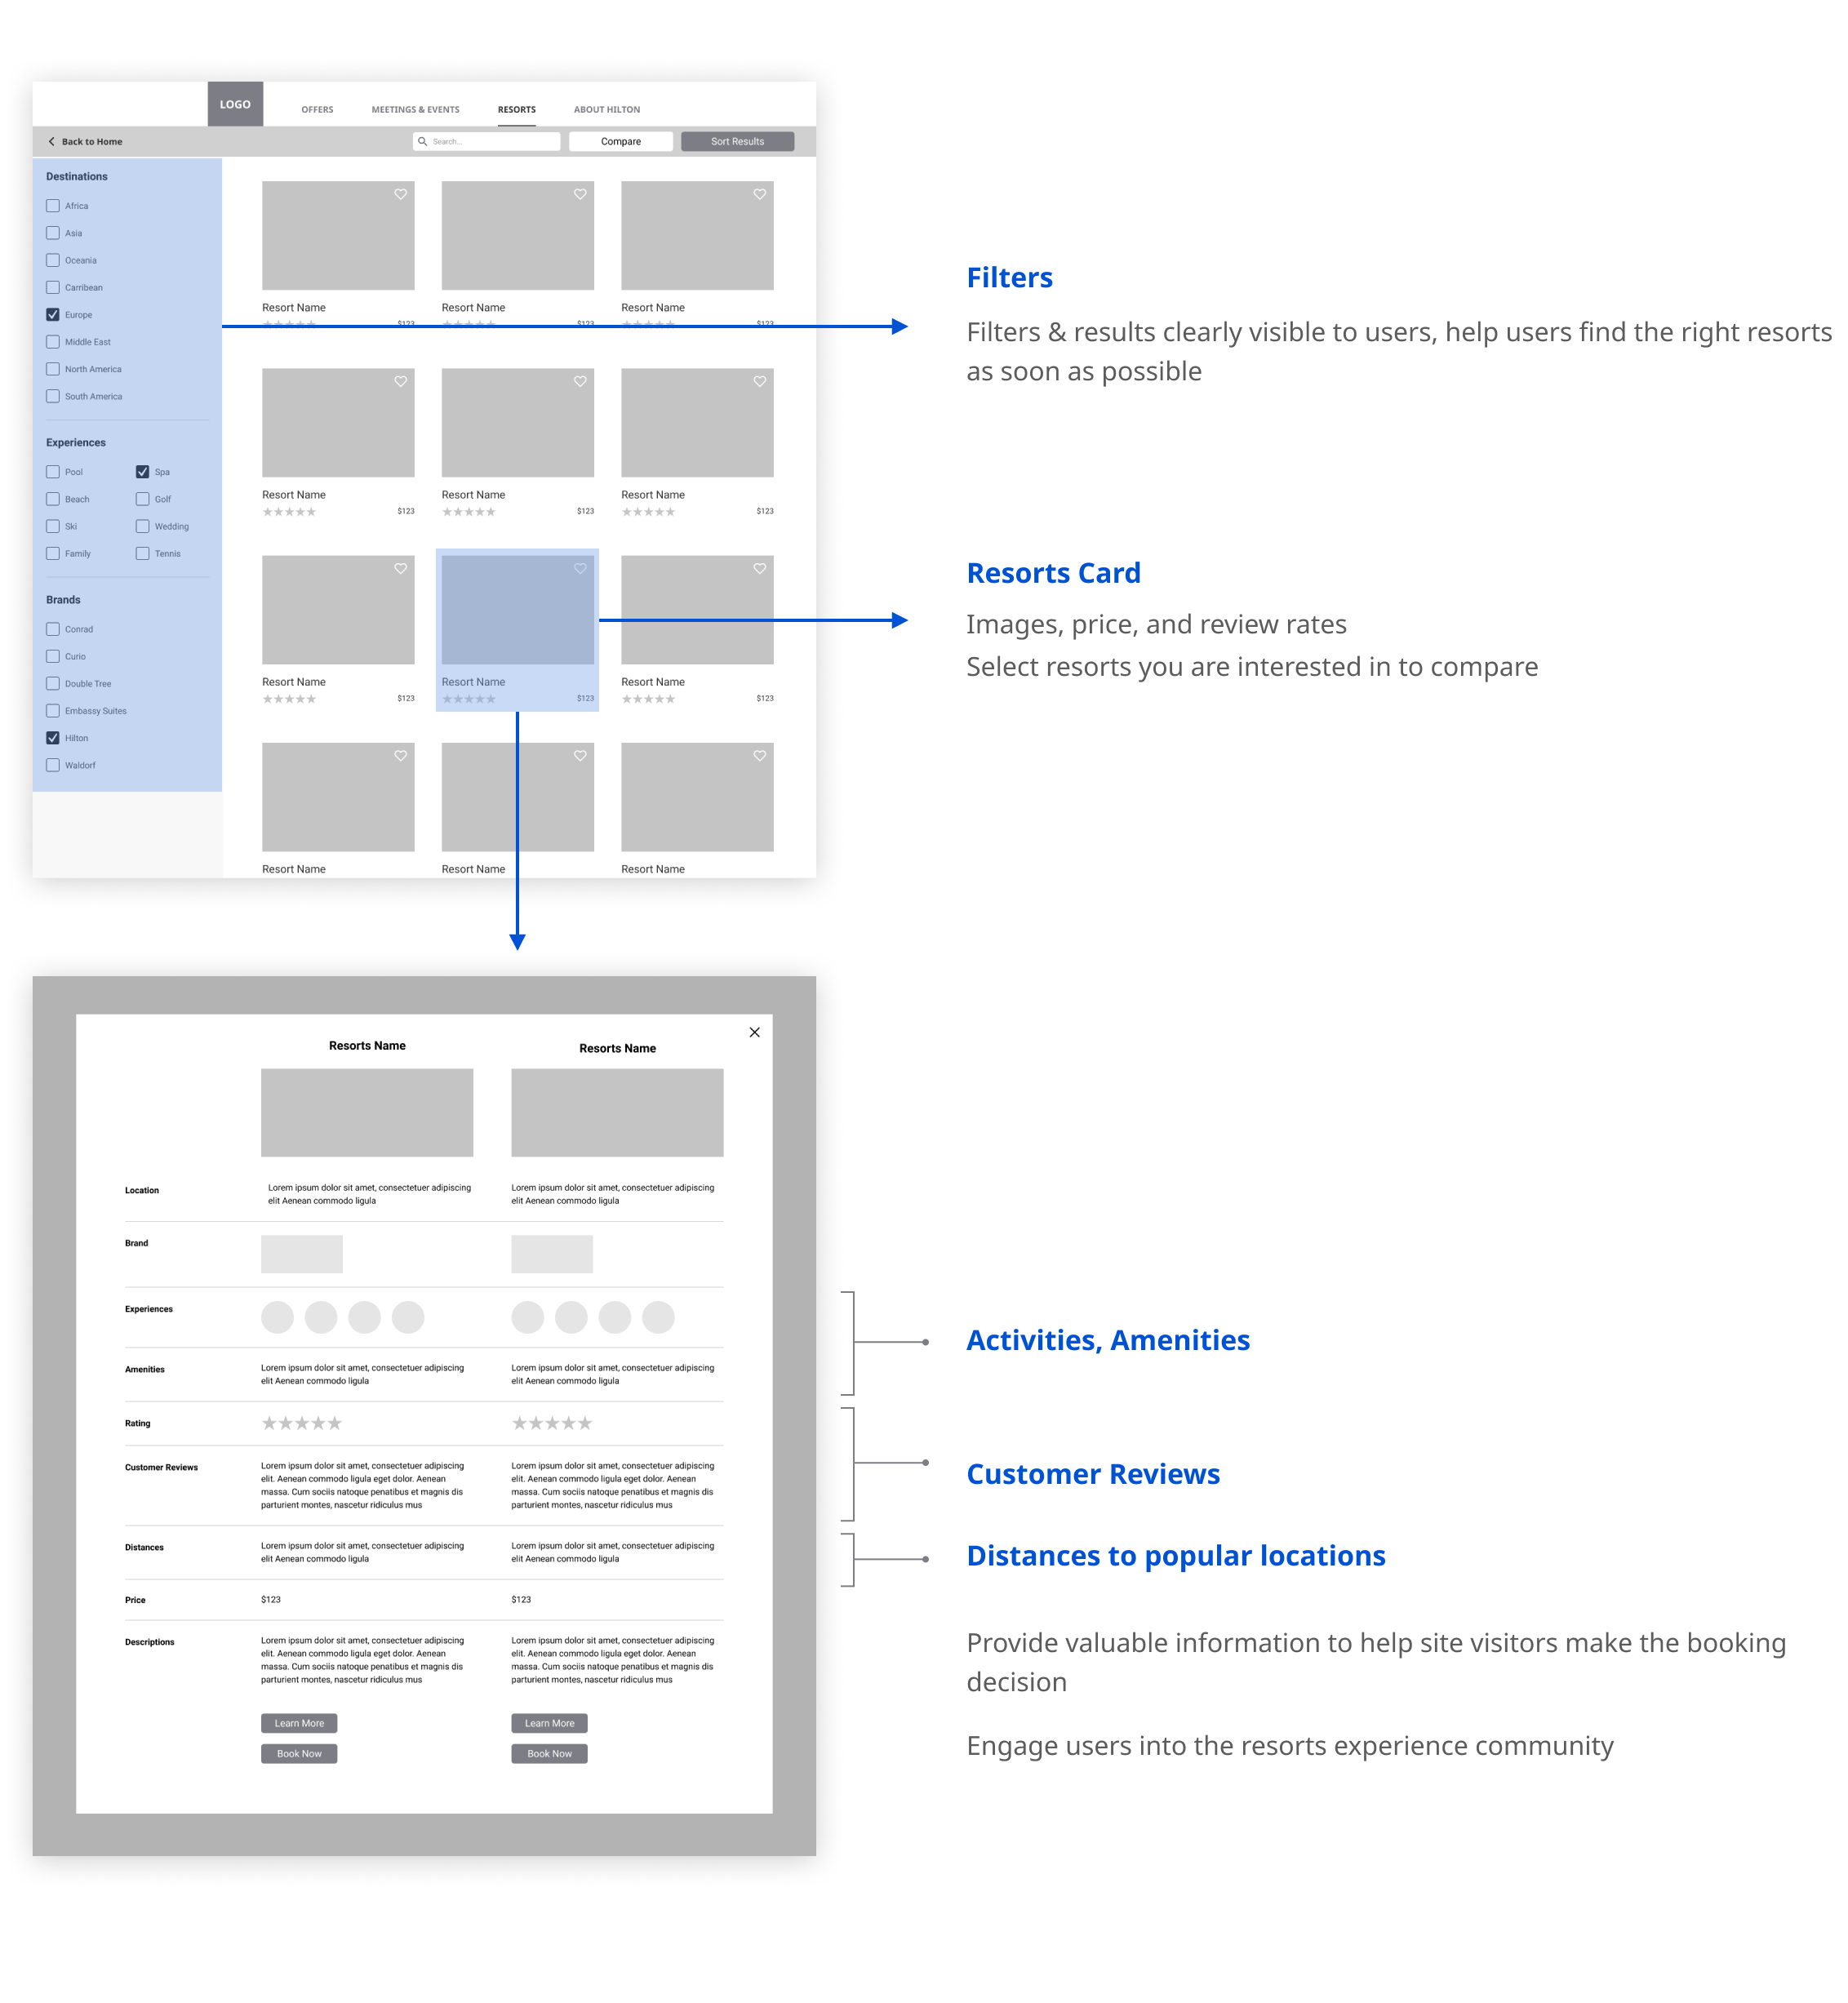 LOGO
OFFERS
MEETINGS & EVENTS
RESORTS
ABOUT HILTON
Back to Home
Search...
Compare
Sort Results
Destinations
Africa
Asia
Oceania
Carribean
Europe
Middle East
North America
South America
Experiences
Pool
Spa
Beach
Golf
Ski
Wedding
Family
Tennis
Brands
Conrad
Curio
Double Tree
Embassy Suites
Hilton
Waldorf
Resort Name
Resort Name
Resort Name
$123
$123
$123
Resort Name
Resort Name
Resort Name
$123
$123
$123
Resort Name
Resort Name
Resort Name
$123
$123
$123
Resort Name
Resort Name
Resort Name
Filters
Filters & results clearly visible to users, help users find the right resorts
as soon as possible
Resorts Card
Images, price, and review rates
Select resorts you are interested in to compare
Resorts Name
Resorts Name
Location
Lorem ipsum dolor sit amet, consectetuer adipiscing
elit Aenean commodo ligula
Lorem ipsum dolor sit amet, consectetuer adipiscing
elit Aenean commodo ligula
Brand
Experiences
Amenities
Lorem ipsum dolor sit amet, consectetuer adipiscing
elit Aenean commodo ligula
Lorem ipsum dolor sit amet, consectetuer adipiscing
elit Aenean commodo ligula
Rating
Customer Reviews
Lorem ipsum dolor sit amet, consectetuer adipiscing
elit. Aenean commodo ligula eget dolor. Aenean
massa. Cum sociis natoque penatibus et magnis dis
parturient montes, nascetur ridiculus mus
Lorem ipsum dolor sit amet, consectetuer adipiscing
elit. Aenean commodo ligula eget dolor. Aenean
massa. Cum sociis natoque penatibus et magnis dis
parturient montes, nascetur ridiculus mus
Distances
Lorem ipsum dolor sit amet, consectetuer adipiscing
elit Aenean commodo ligula
Lorem ipsum dolor sit amet, consectetuer adipiscing
elit Aenean commodo ligula
Price
$123
$123
Descriptions
Lorem ipsum dolor sit amet, consectetuer adipiscing
elit. Aenean commodo ligula eget dolor. Aenean
massa. Cum sociis natoque penatibus et magnis dis
parturient montes, nascetur ridiculus mus
Lorem ipsum dolor sit amet, consectetuer adipiscing
elit. Aenean commodo ligula eget dolor. Aenean
massa. Cum sociis natoque penatibus et magnis dis
parturient montes, nascetur ridiculus mus
Learn More
Learn More
Book Now
Book Now
Activities, Amenities
Customer Reviews
Distances to popular locations
Provide valuable information to help site visitors make the booking
decision
Engage users into the resorts experience community